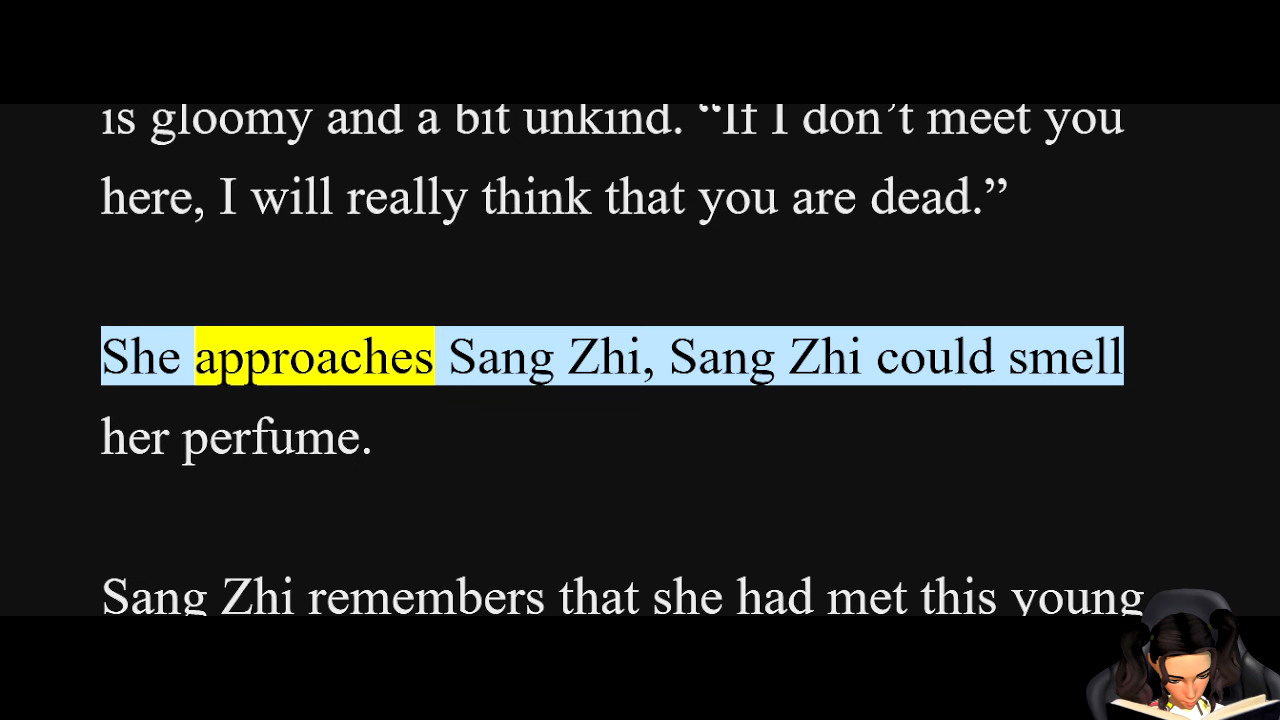 is gloomy and a bit unkind. “If I don’t meet you
here, I will really think that you are dead.”
She approaches Sang Zhi, Sang Zhi could smell
her perfume.
Sang Zhi remembers that she had met this young